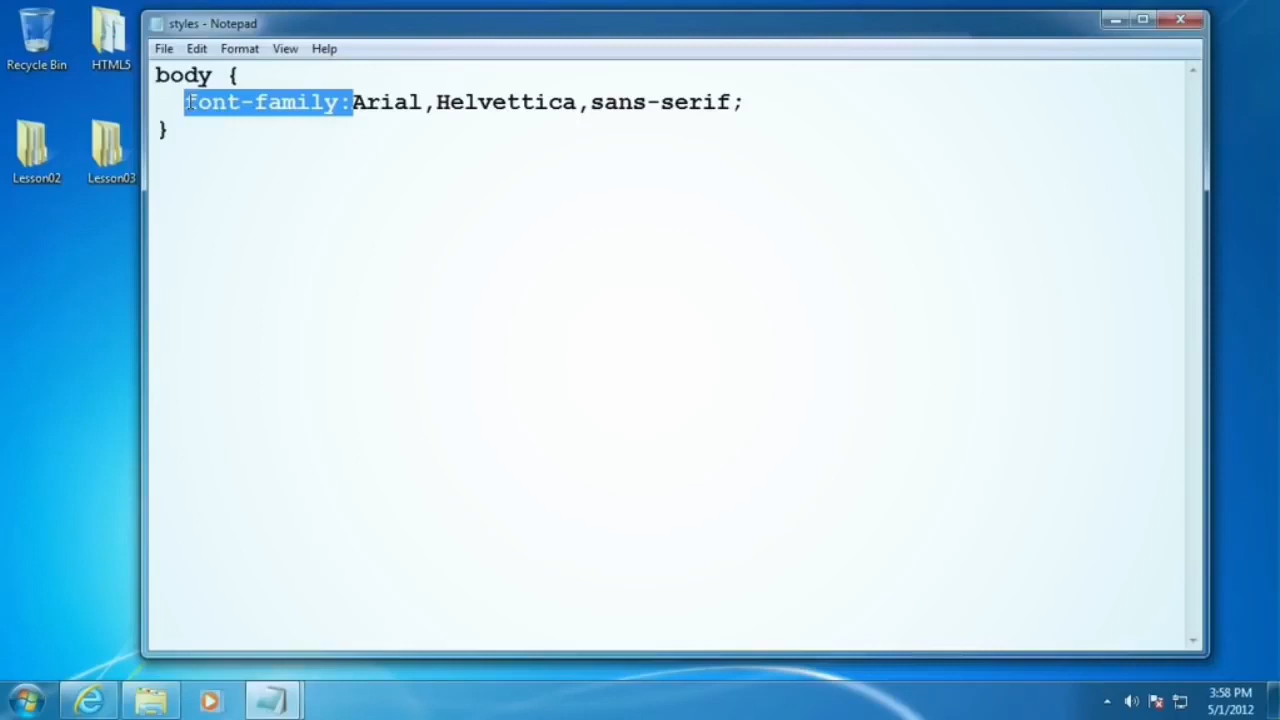 styles - Notepad
File Edit Format View Help
body {
font-family:Arial,Helvettica,sans-serif;
}
Recycle Bin
HTML5
Lesson02
Lesson03
3:58 PM
5/1/2012